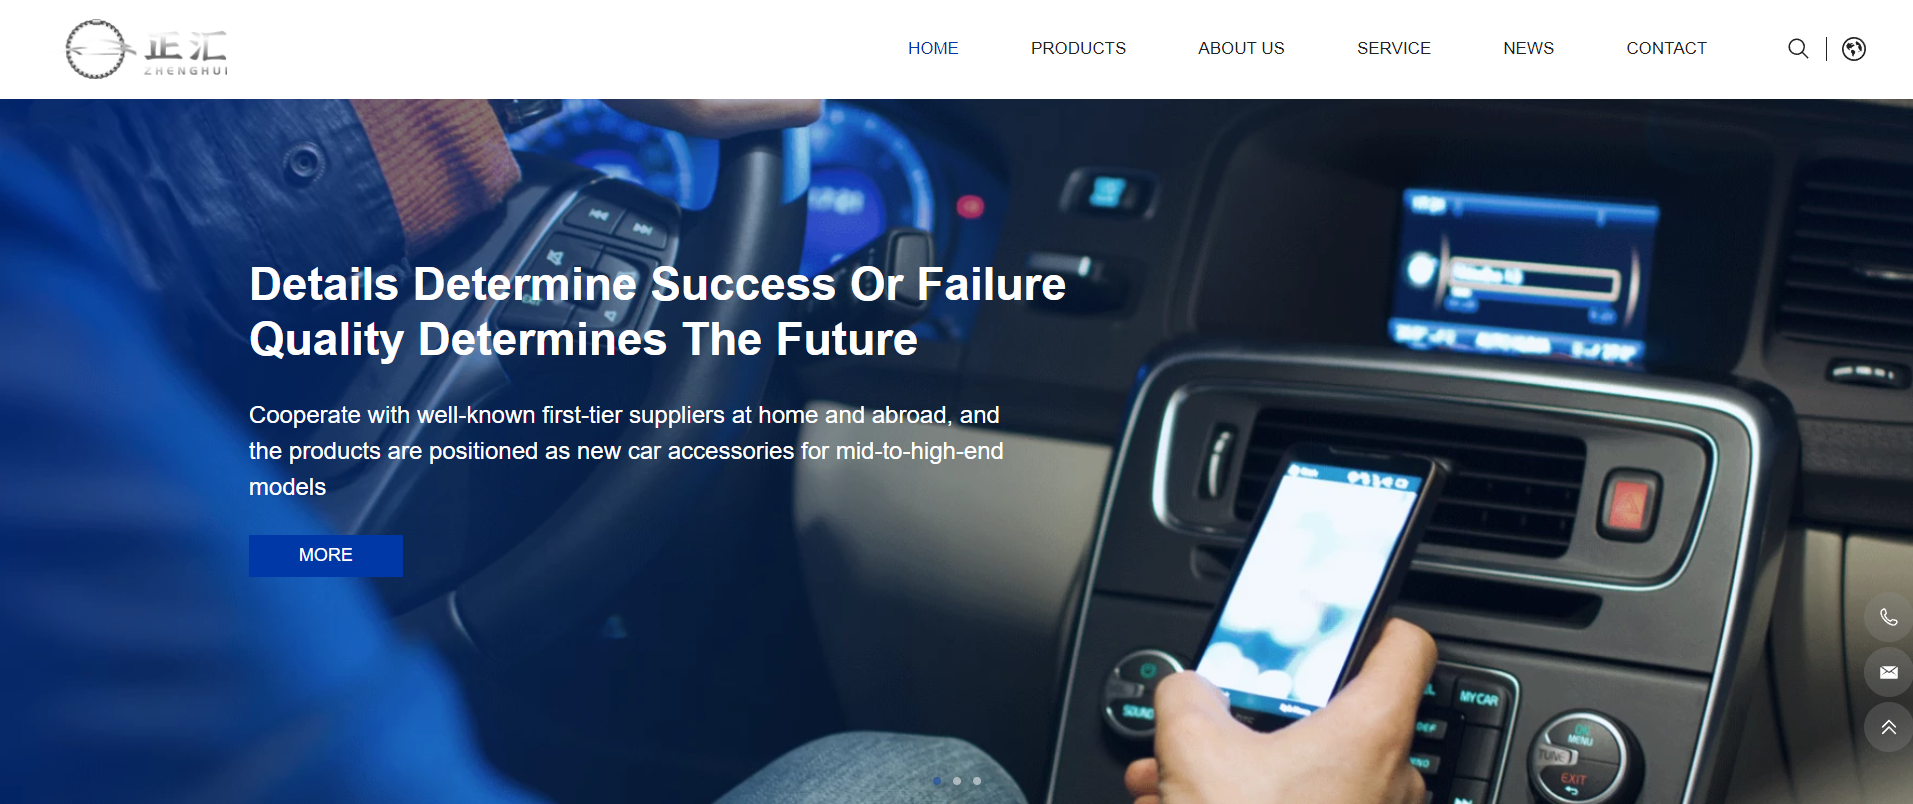 正汇
ZHENGHUI
HOME
PRODUCTS
ABOUT US
SERVICE
NEWS
CONTACT
Details Determine Success Or Failure
Quality Determines The Future
Cooperate with well-known first-tier suppliers at home and abroad, and
the products are positioned as new car accessories for mid-to-high-end
models
MORE
MY CAR
SOUND
DEF
MENU
TUNE
EXIT